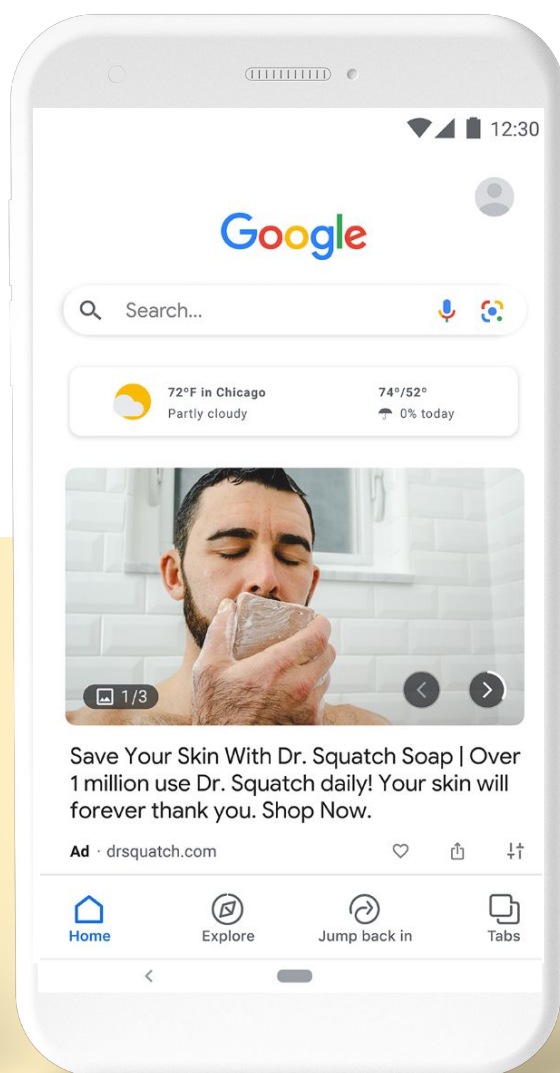 12:30
Google
Search...
72°F in Chicago
74°/52°
Partly cloudy
0% today
1/3
Save Your Skin With Dr. Squatch Soap | Over
1 million use Dr. Squatch daily! Your skin will
forever thank you. Shop Now.
Ad · drsquatch.com
Home
Explore
Jump back in
Tabs